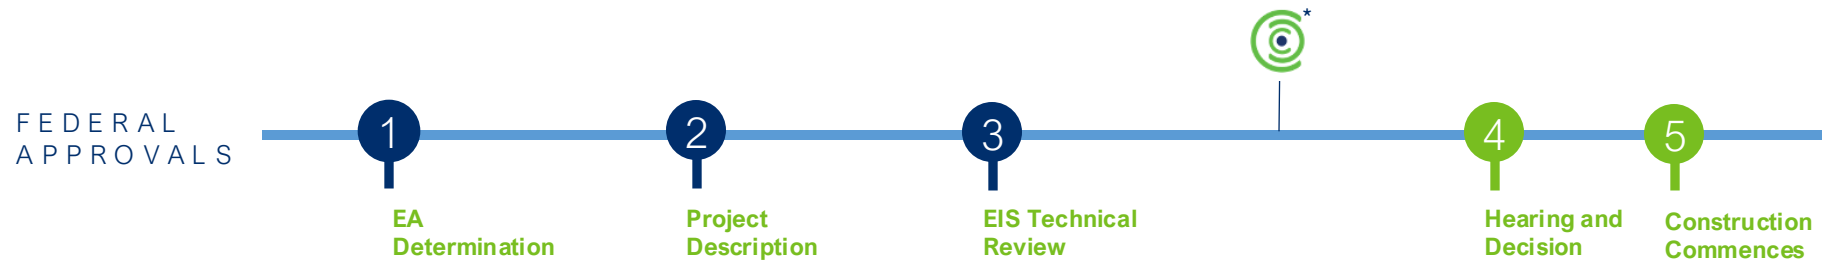 *
FEDERAL
APPROVALS
1
2
3
4
5
EA
Determination
Project
Description
EIS Technical
Review
Hearing and
Decision
Construction
Commences